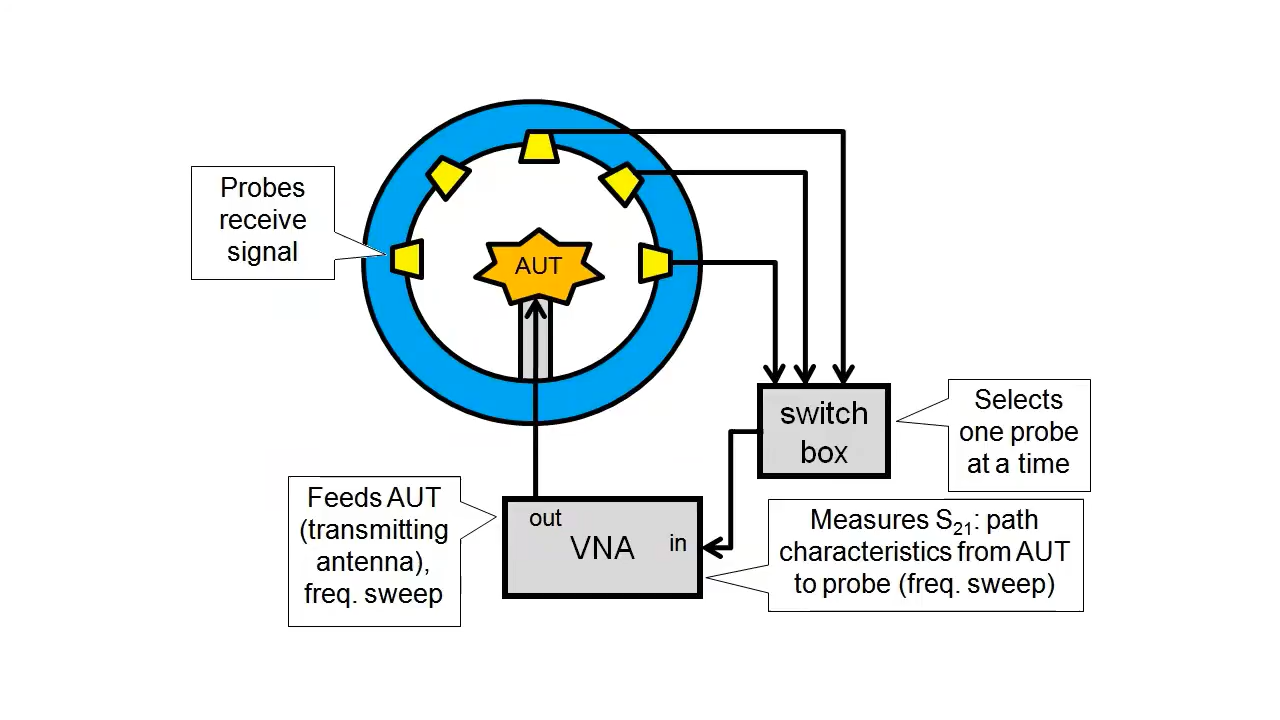 Probes
receive
signal
AUT
switch
box
Selects
one probe
at a time
Feeds AUT
(transmitting
antenna),
freq. sweep
out
VNA
in
Measures S₂₁: path
characteristics from AUT
to probe (freq. sweep)